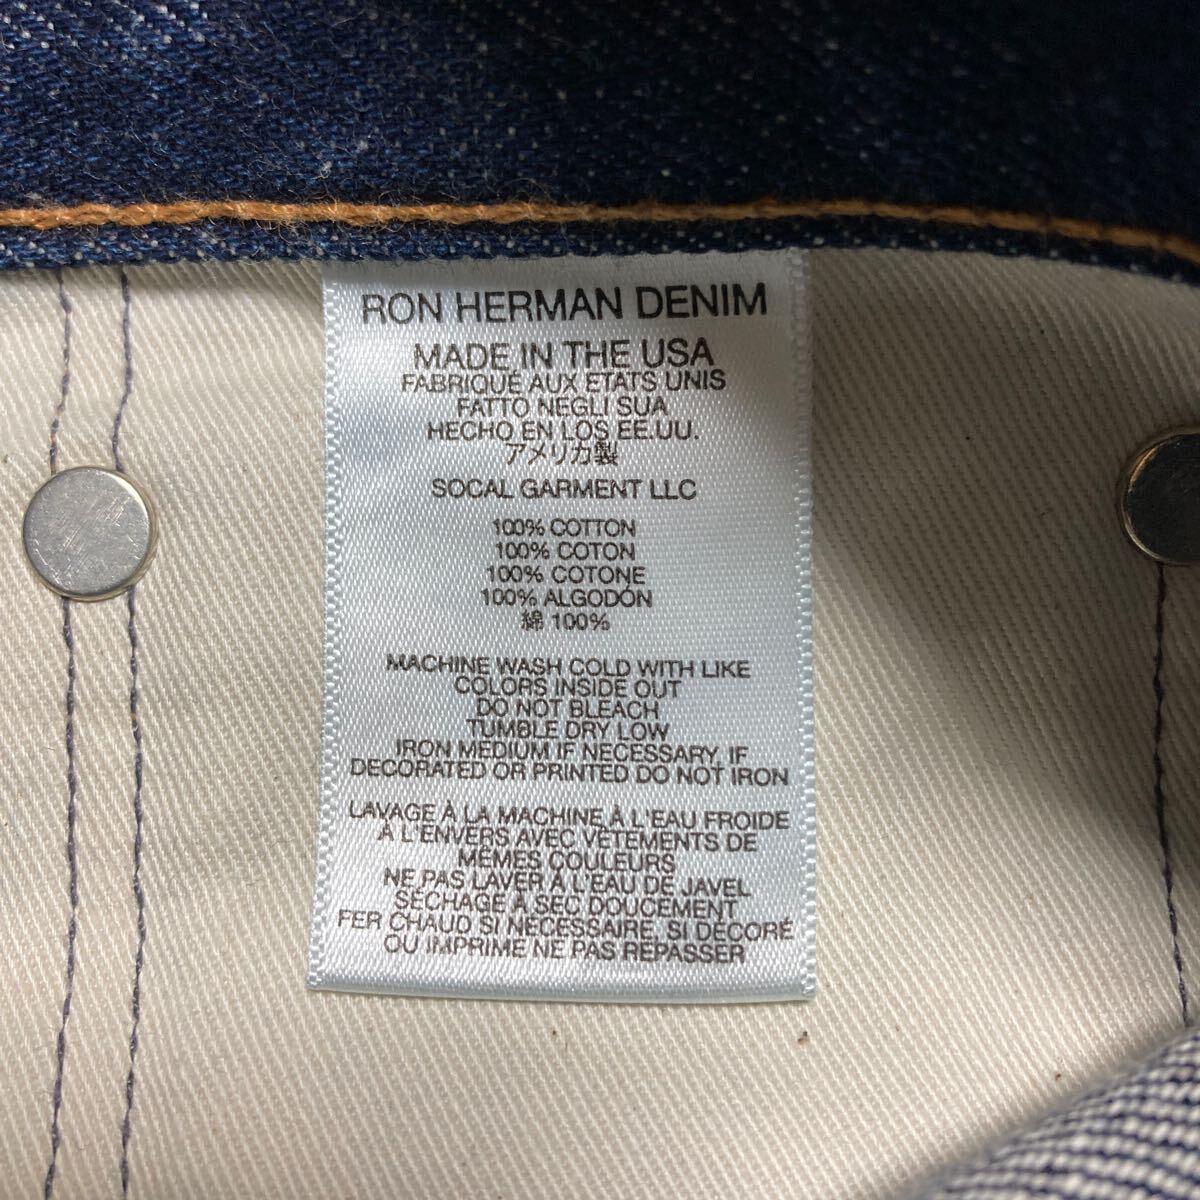 RON HERMAN DENIM
MADE IN THE USA
FABRIQUÉ AUX ETATS UNIS
FATTO NEGLI SUA
HECHO EN LOS EE.UU.
アメリカ製
SOCAL GARMENT LLC
100% COTTON
100% COTON
100% COTONE
100% ALGODÓN
綿 100%
MACHINE WASH COLD WITH LIKE
COLORS INSIDE OUT
DO NOT BLEACH
TUMBLE DRY LOW
IRON MEDIUM IF NECESSARY, IF
DECORATED OR PRINTED DO NOT IRON
LAVAGE À LA MACHINE À L'EAU FROIDE
À L'ENVERS AVEC VÊTEMENTS DE
MÊMES COULEURS
NE PAS LAVER À L'EAU DE JAVEL
SÉCHAGE À SEC DOUCEMENT
FER CHAUD SI NÉCESSAIRE, SI DÉCORÉ
OU IMPRIME NE PAS REPASSER